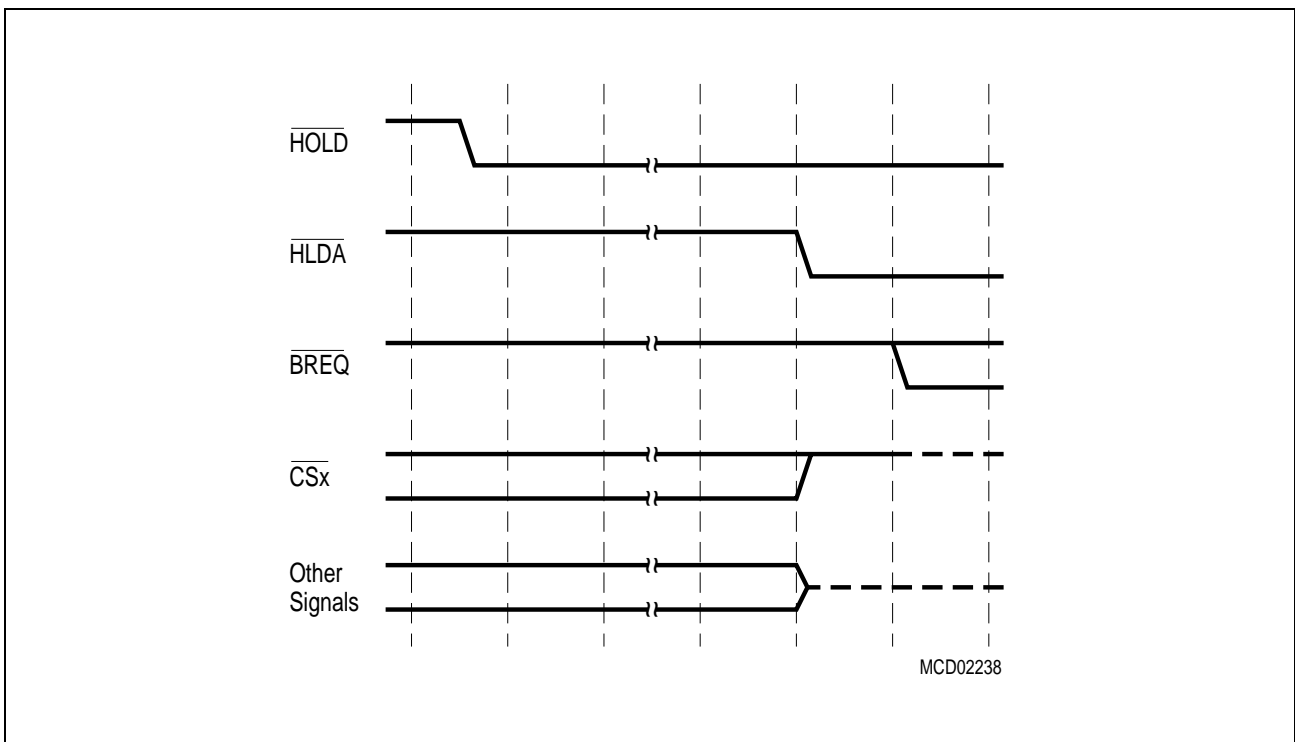 HOLD
HLDA
BREQ
CSx
Other
Signals
MCD02238